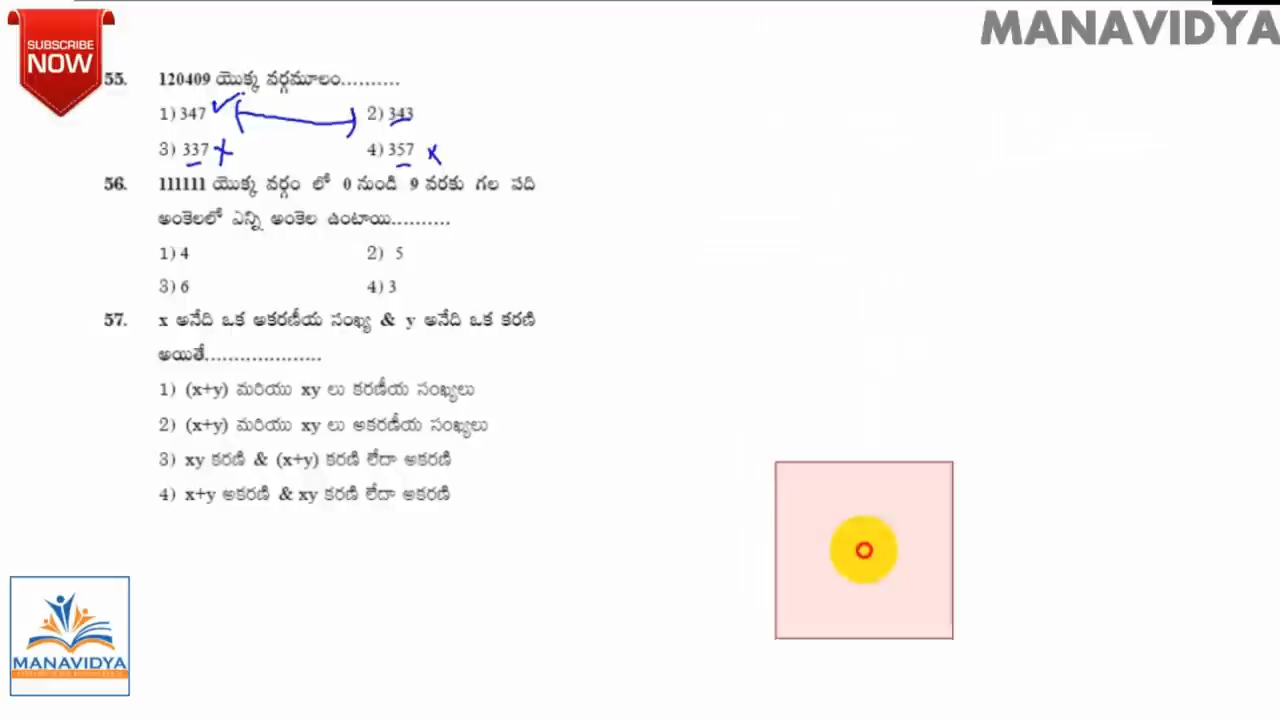 MANAVIDYA
SUBSCRIBE
NOW
55. 120409 యొక్క వర్గమూలం..........
1) 347 2) 343
3) 337 4) 357
56. 111111 యొక్క వర్గం లో 0 నుండి 9 వరకు గల పది
అంకెలలో ఎన్ని అంకెల ఉంటాయి..........
1) 4 2) 5
3) 6 4) 3
57. x అనేది ఒక అకరణీయ సంఖ్య & y అనేది ఒక కరణి
అయితే....................
1) (x+y) మరియు xy లు కరణీయ సంఖ్యలు
2) (x+y) మరియు xy లు అకరణీయ సంఖ్యలు
3) xy కరణి & (x+y) కరణి లేదా అకరణి
4) x+y అకరణి & xy కరణి లేదా అకరణి
MANAVIDYA